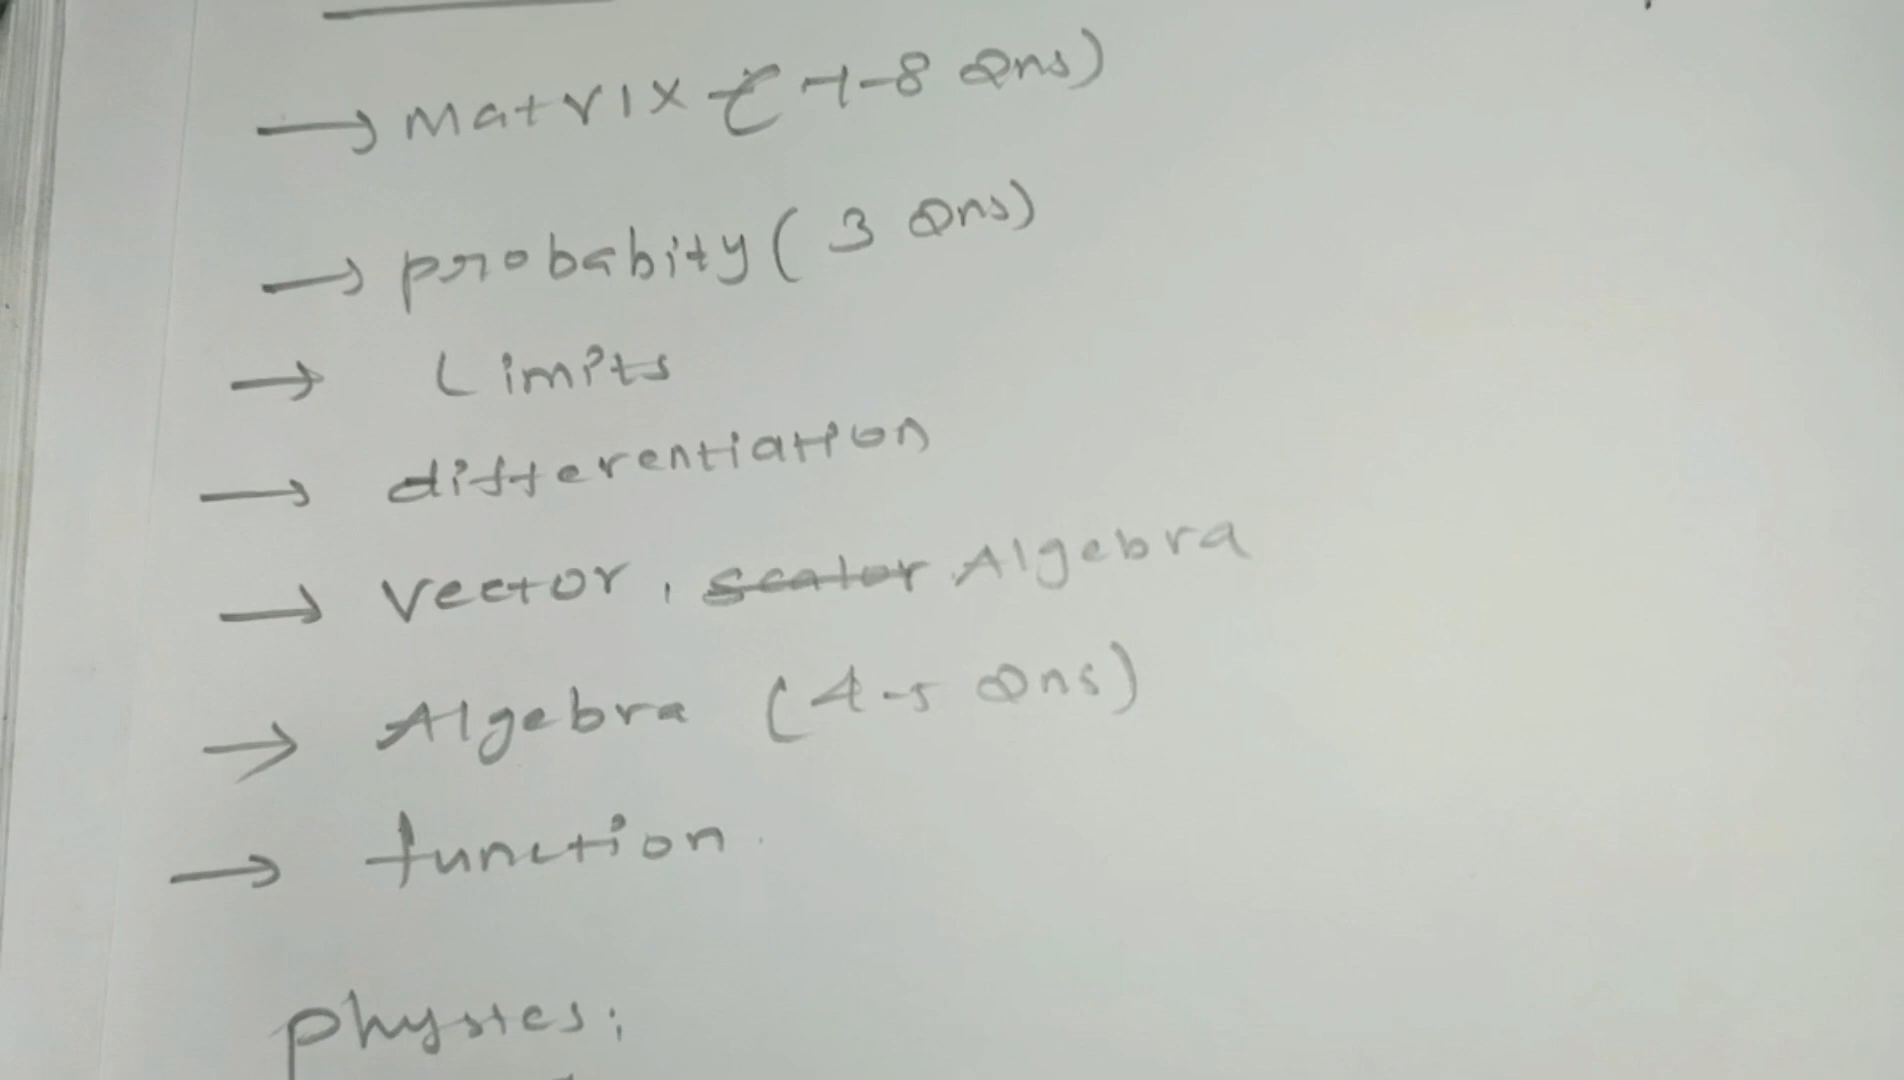 → Matrix (7-8 Qns)
→ probabity (3 Qns)
→ Limits
→ differentiation
→ Vector, scalar Algebra
→ Algebra (4-5 Qns)
→ function.
physics;